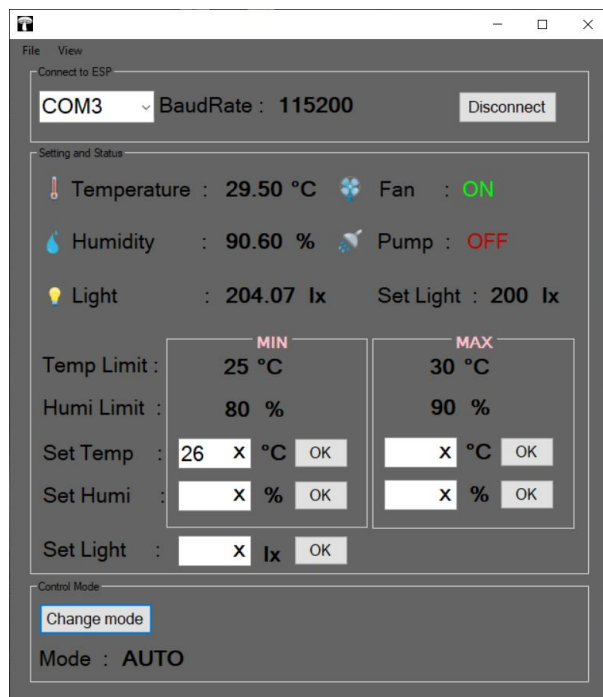 File View
Connect to ESP
COM3 BaudRate : 115200 Disconnect
Setting and Status
Temperature : 29.50 °C Fan : ON
Humidity : 90.60 % Pump : OFF
Light : 204.07 lx Set Light : 200 lx
MIN MAX
Temp Limit : 25 °C 30 °C
Humi Limit : 80 % 90 %
Set Temp : 26 X °C OK X °C OK
Set Humi : X % OK X % OK
Set Light : X lx OK
Control Mode
Change mode
Mode : AUTO